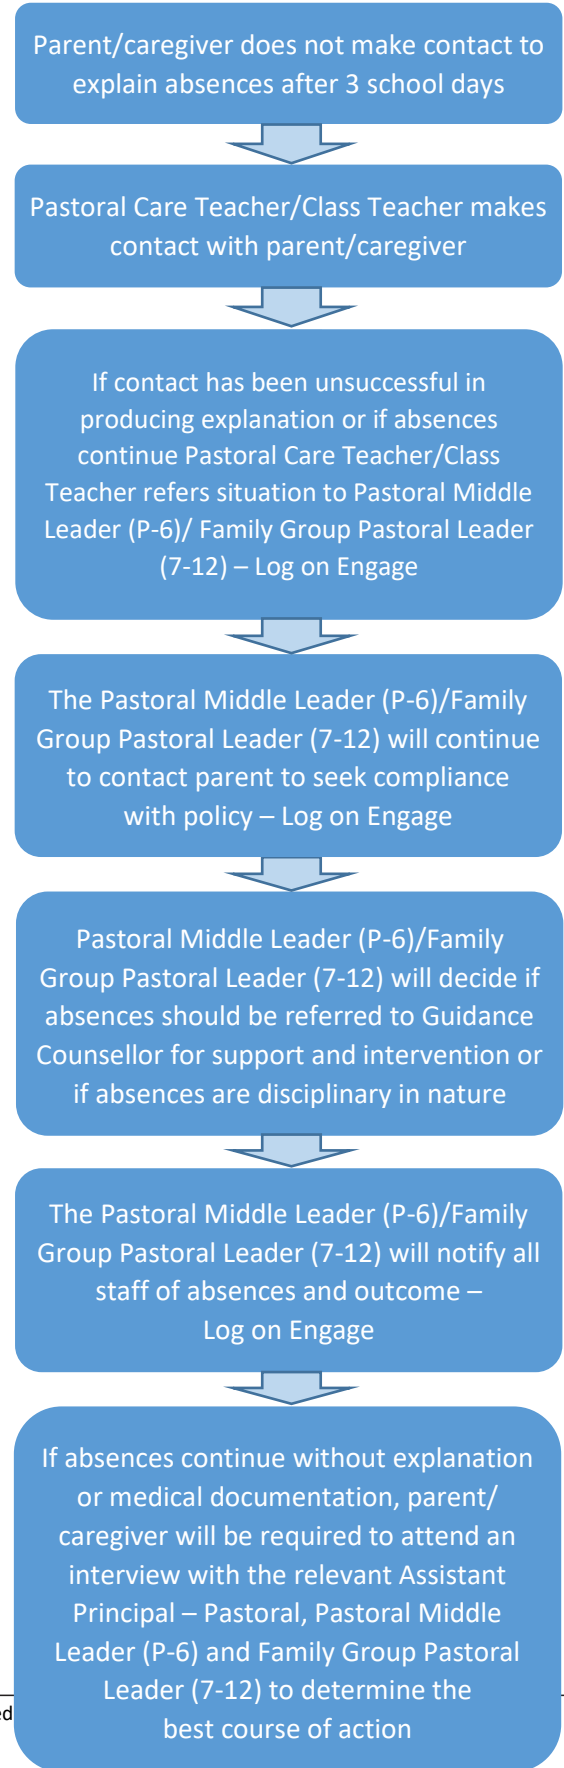 Parent/caregiver does not make contact to
explain absences after 3 school days
Pastoral Care Teacher/Class Teacher makes
contact with parent/caregiver
If contact has been unsuccessful in
producing explanation or if absences
continue Pastoral Care Teacher/Class
Teacher refers situation to Pastoral Middle
Leader (P-6)/ Family Group Pastoral Leader
(7-12) – Log on Engage
The Pastoral Middle Leader (P-6)/Family
Group Pastoral Leader (7-12) will continue
to contact parent to seek compliance
with policy – Log on Engage
Pastoral Middle Leader (P-6)/Family
Group Pastoral Leader (7-12) will decide if
absences should be referred to Guidance
Counsellor for support and intervention or
if absences are disciplinary in nature
The Pastoral Middle Leader (P-6)/Family
Group Pastoral Leader (7-12) will notify all
staff of absences and outcome –
Log on Engage
If absences continue without explanation
or medical documentation, parent/
caregiver will be required to attend an
interview with the relevant Assistant
Principal – Pastoral, Pastoral Middle
Leader (P-6) and Family Group Pastoral
Leader (7-12) to determine the
best course of action